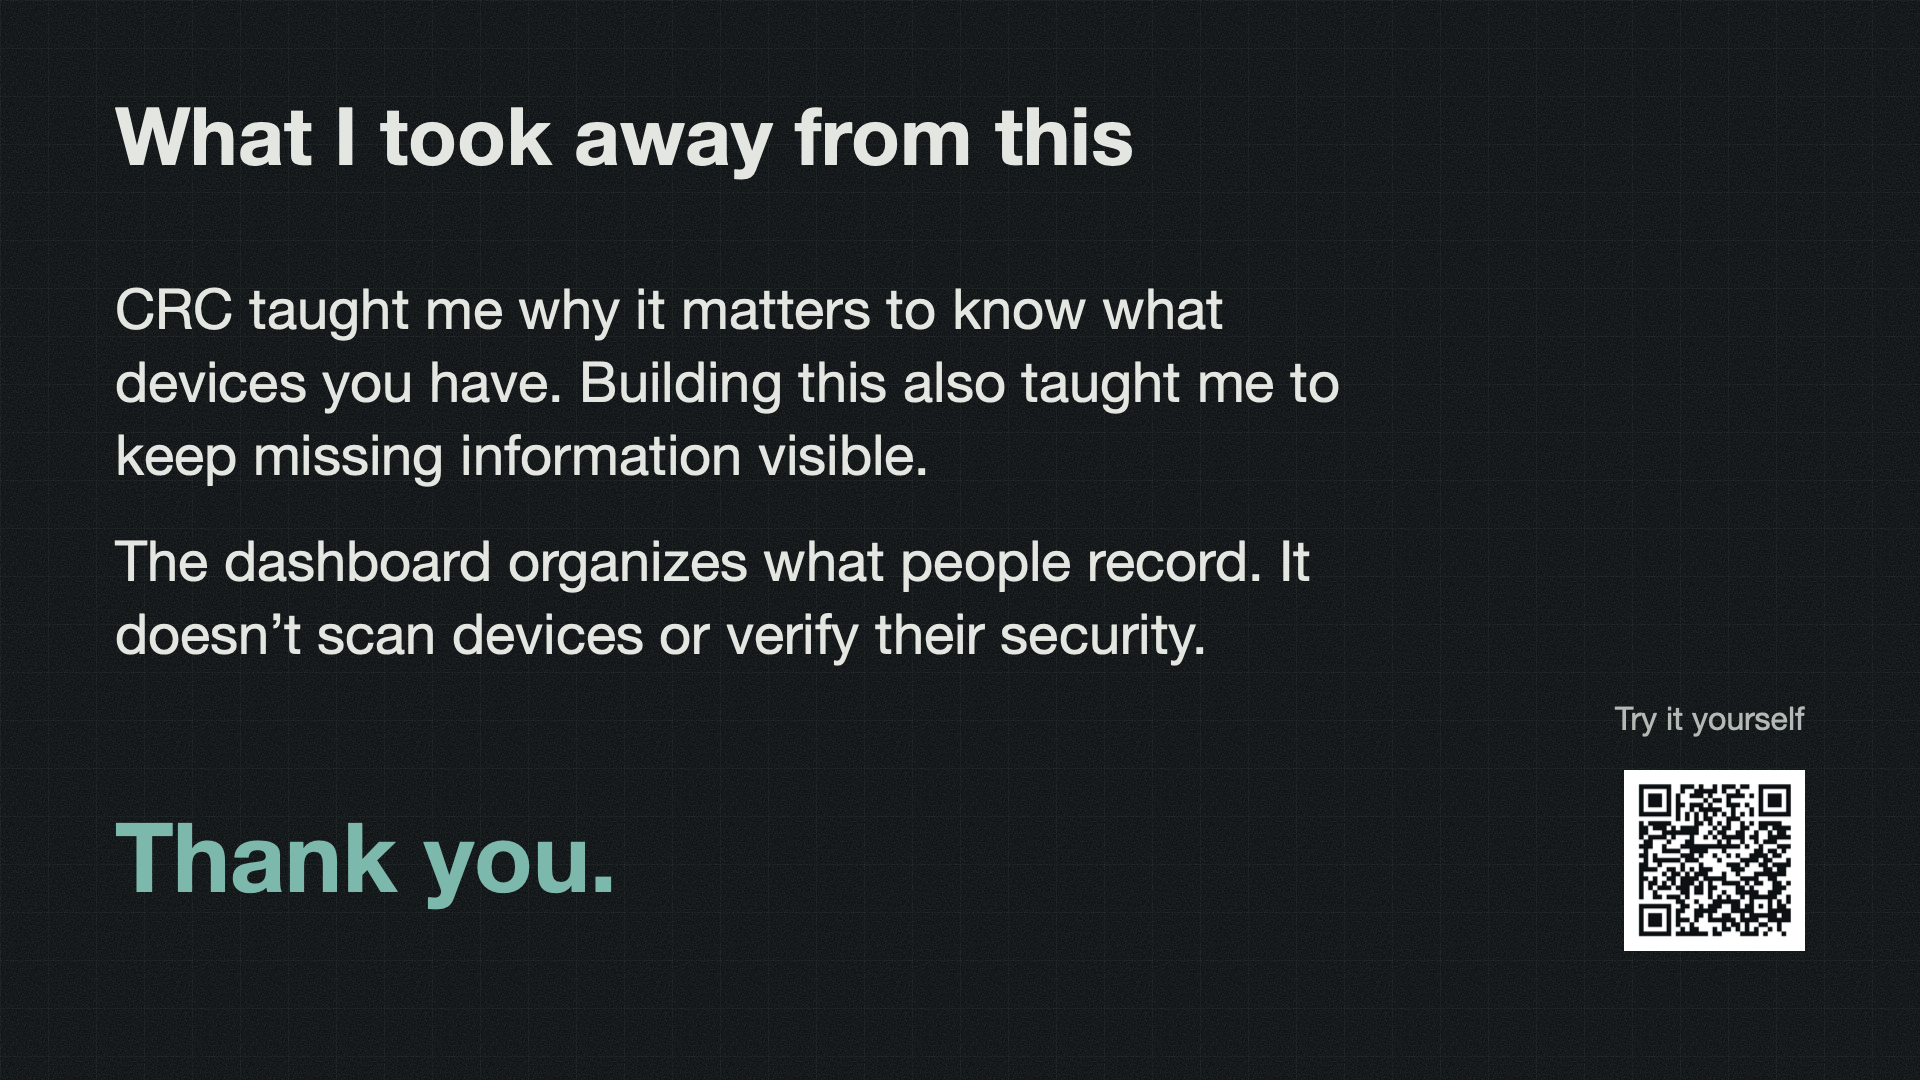 What I took away from this
CRC taught me why it matters to know what
devices you have. Building this also taught me to
keep missing information visible.
The dashboard organizes what people record. It
doesn’t scan devices or verify their security.
Try it yourself
Thank you.